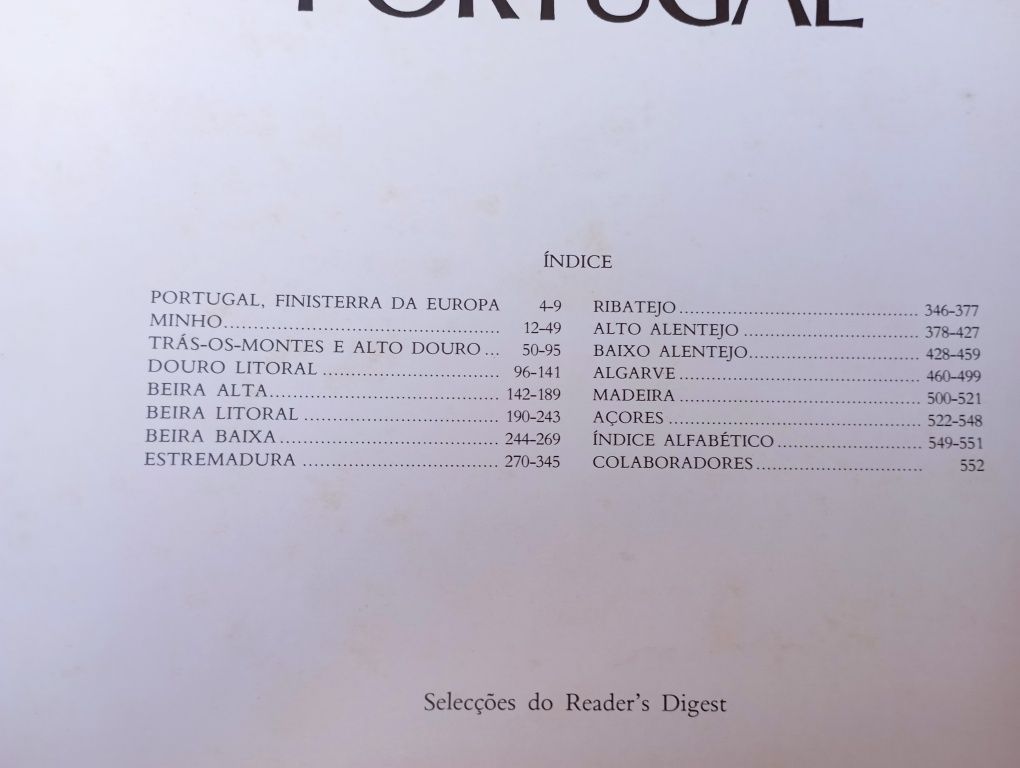 PORTUGAL
ÍNDICE
PORTUGAL, FINISTERRA DA EUROPA 4-9
MINHO 12-49
TRÁS-OS-MONTES E ALTO DOURO 50-95
DOURO LITORAL 96-141
BEIRA ALTA 142-189
BEIRA LITORAL 190-243
BEIRA BAIXA 244-269
ESTREMADURA 270-345
RIBATEJO 346-377
ALTO ALENTEJO 378-427
BAIXO ALENTEJO 428-459
ALGARVE 460-499
MADEIRA 500-521
AÇORES 522-548
ÍNDICE ALFABÉTICO 549-551
COLABORADORES 552
Selecções do Reader's Digest